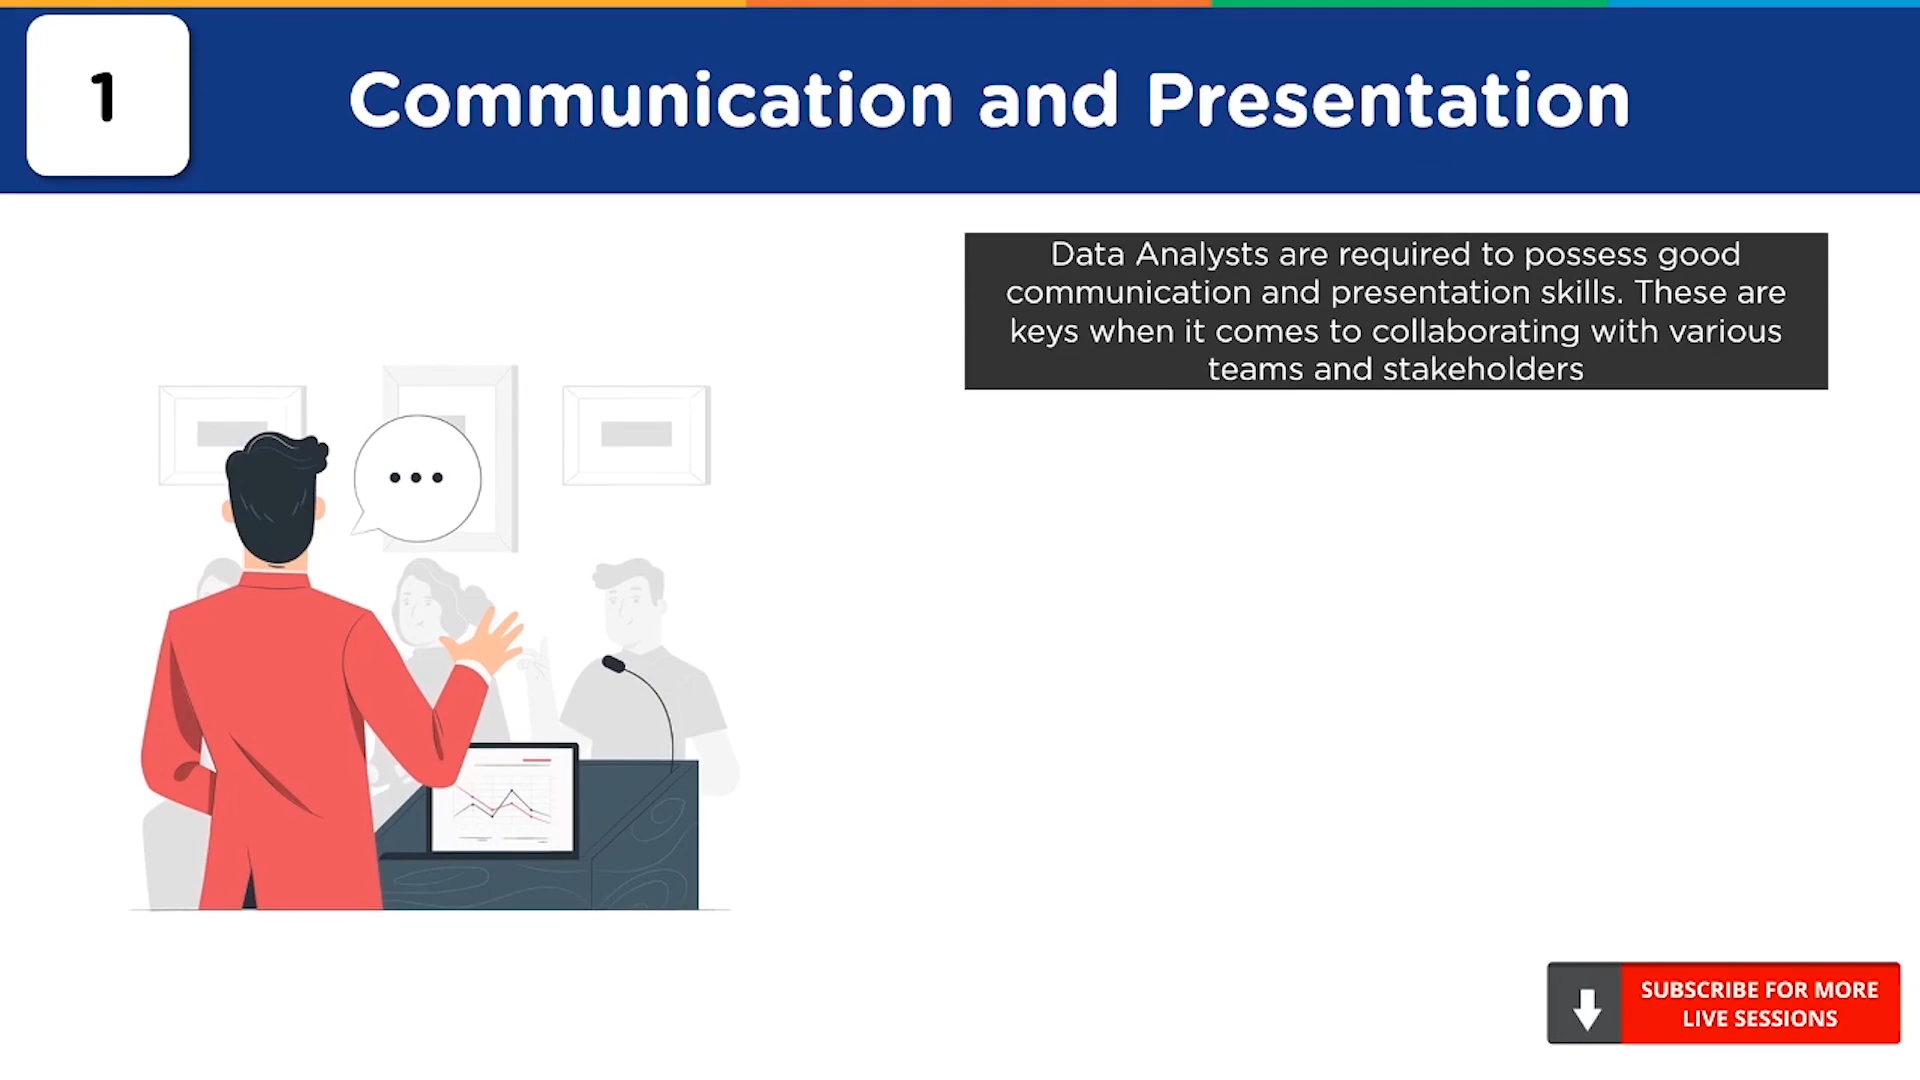 1
Communication and Presentation
Data Analysts are required to possess good
communication and presentation skills. These are
keys when it comes to collaborating with various
teams and stakeholders
SUBSCRIBE FOR MORE
LIVE SESSIONS